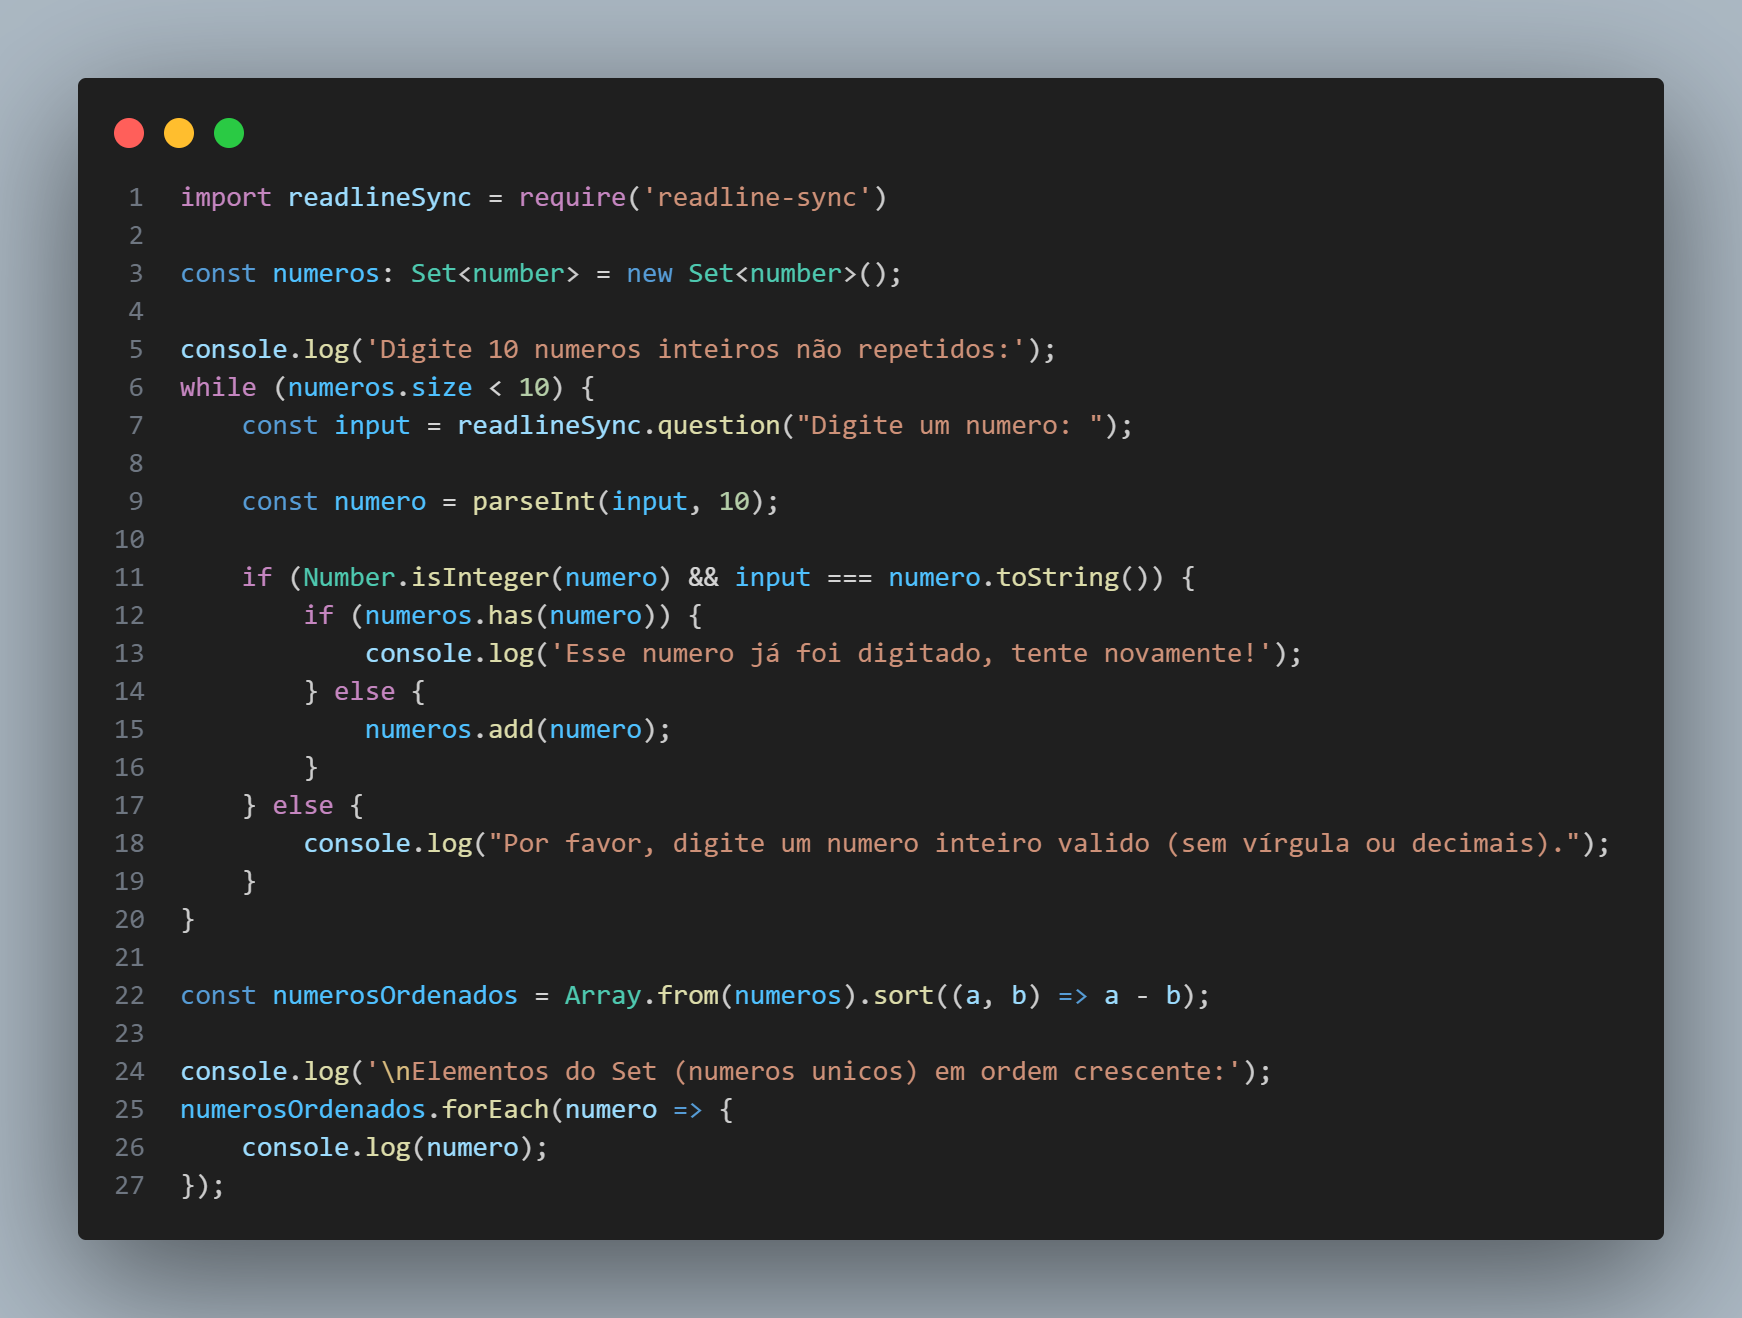 1 import readlineSync = require('readline-sync')
2
3 const numeros: Set<number> = new Set<number>();
4
5 console.log('Digite 10 numeros inteiros não repetidos:');
6 while (numeros.size < 10) {
7     const input = readlineSync.question("Digite um numero: ");
8
9     const numero = parseInt(input, 10);
10
11     if (Number.isInteger(numero) && input === numero.toString()) {
12         if (numeros.has(numero)) {
13             console.log('Esse numero já foi digitado, tente novamente!');
14         } else {
15             numeros.add(numero);
16         }
17     } else {
18         console.log("Por favor, digite um numero inteiro valido (sem vírgula ou decimais).");
19     }
20 }
21
22 const numerosOrdenados = Array.from(numeros).sort((a, b) => a - b);
23
24 console.log('\nElementos do Set (numeros unicos) em ordem crescente:');
25 numerosOrdenados.forEach(numero => {
26     console.log(numero);
27 });